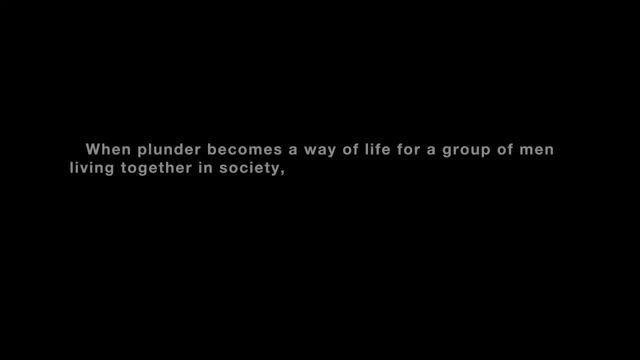 When plunder becomes a way of life for a group of men
living together in society,